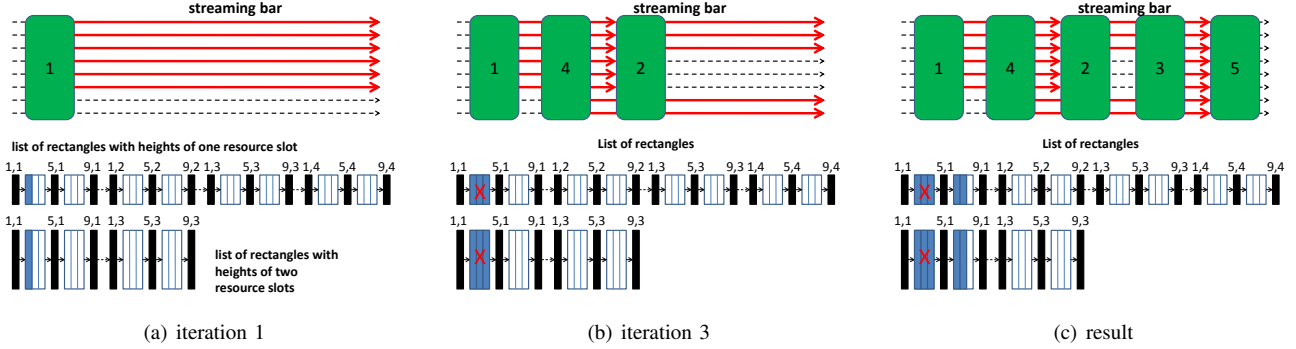 streaming bar
1
list of rectangles with heights of one resource slot
1,1 5,1 9,1 1,2 5,2 9,2 1,3 5,3 9,3 1,4 5,4 9,4
1,1 5,1 9,1 1,3 5,3 9,3
list of rectangles with
heights of two
resource slots
(a) iteration 1
streaming bar
1 4 2
List of rectangles
1,1 5,1 9,1 1,2 5,2 9,2 1,3 5,3 9,3 1,4 5,4 9,4
X
1,1 5,1 9,1 1,3 5,3 9,3
X
(b) iteration 3
streaming bar
1 4 2 3 5
List of rectangles
1,1 5,1 9,1 1,2 5,2 9,2 1,3 5,3 9,3 1,4 5,4 9,4
X
1,1 5,1 9,1 1,3 5,3 9,3
X
(c) result